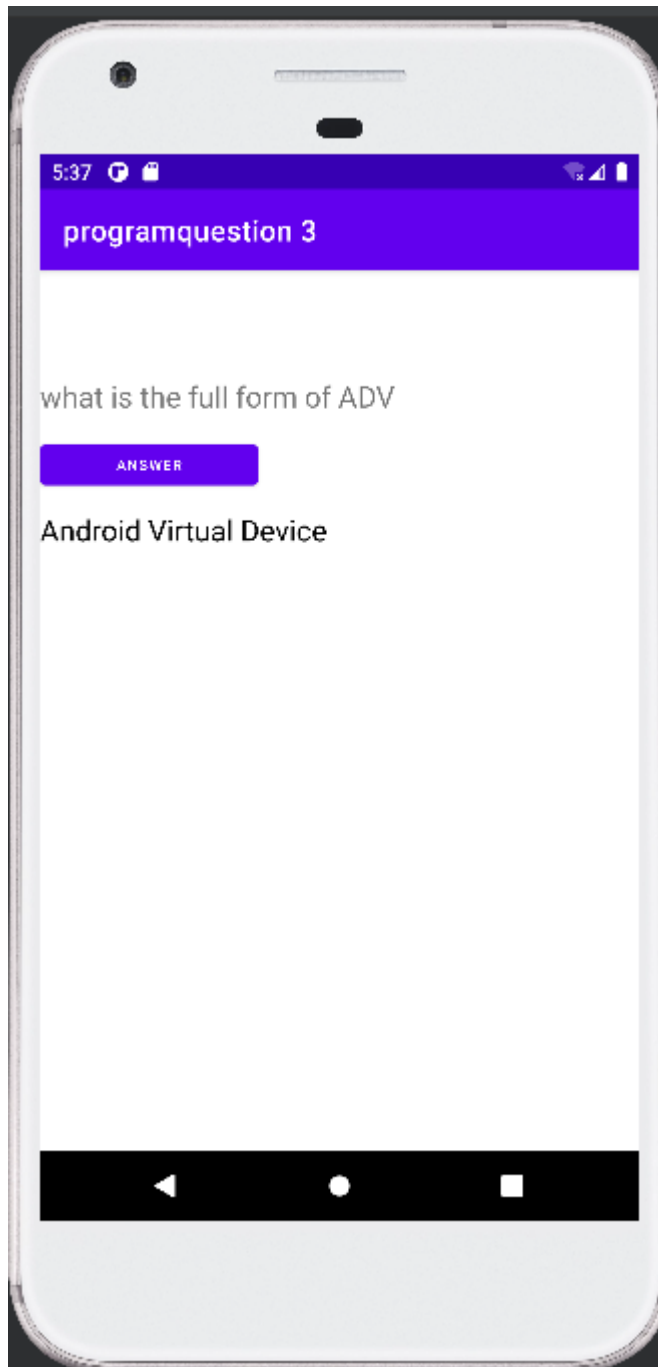 5:37
programquestion 3
what is the full form of ADV
ANSWER
Android Virtual Device